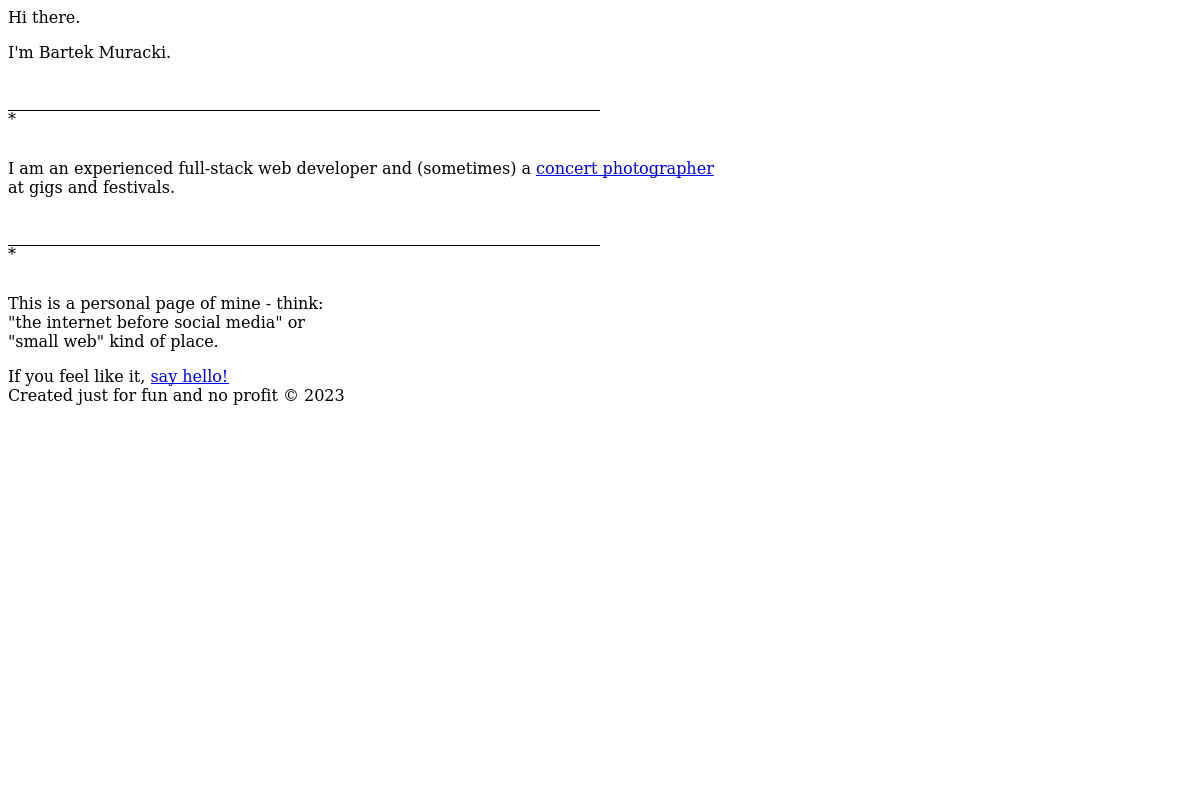 Hi there.
I'm Bartek Muracki.
*
I am an experienced full-stack web developer and (sometimes) a concert photographer
at gigs and festivals.
*
This is a personal page of mine - think:
"the internet before social media" or
"small web" kind of place.
If you feel like it, say hello!
Created just for fun and no profit © 2023